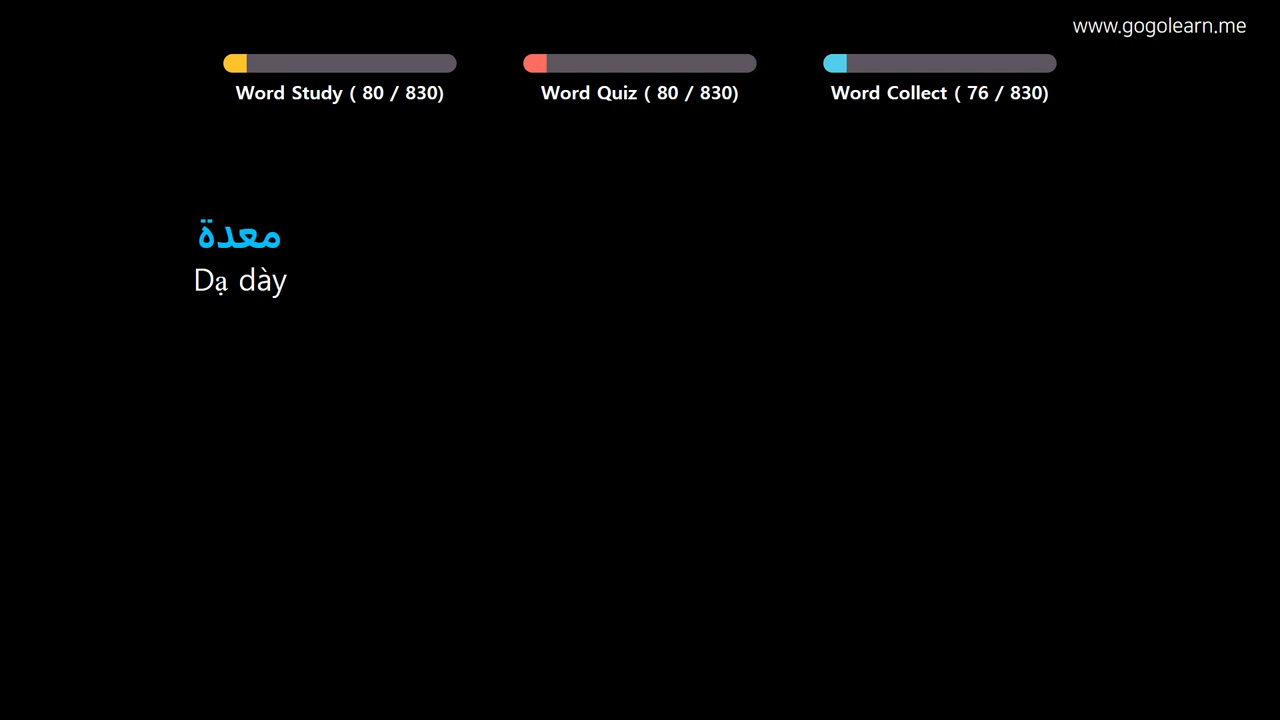 www.gogolearn.me
Word Study ( 80 / 830)
Word Quiz ( 80 / 830)
Word Collect ( 76 / 830)
معدة
Dạ dày